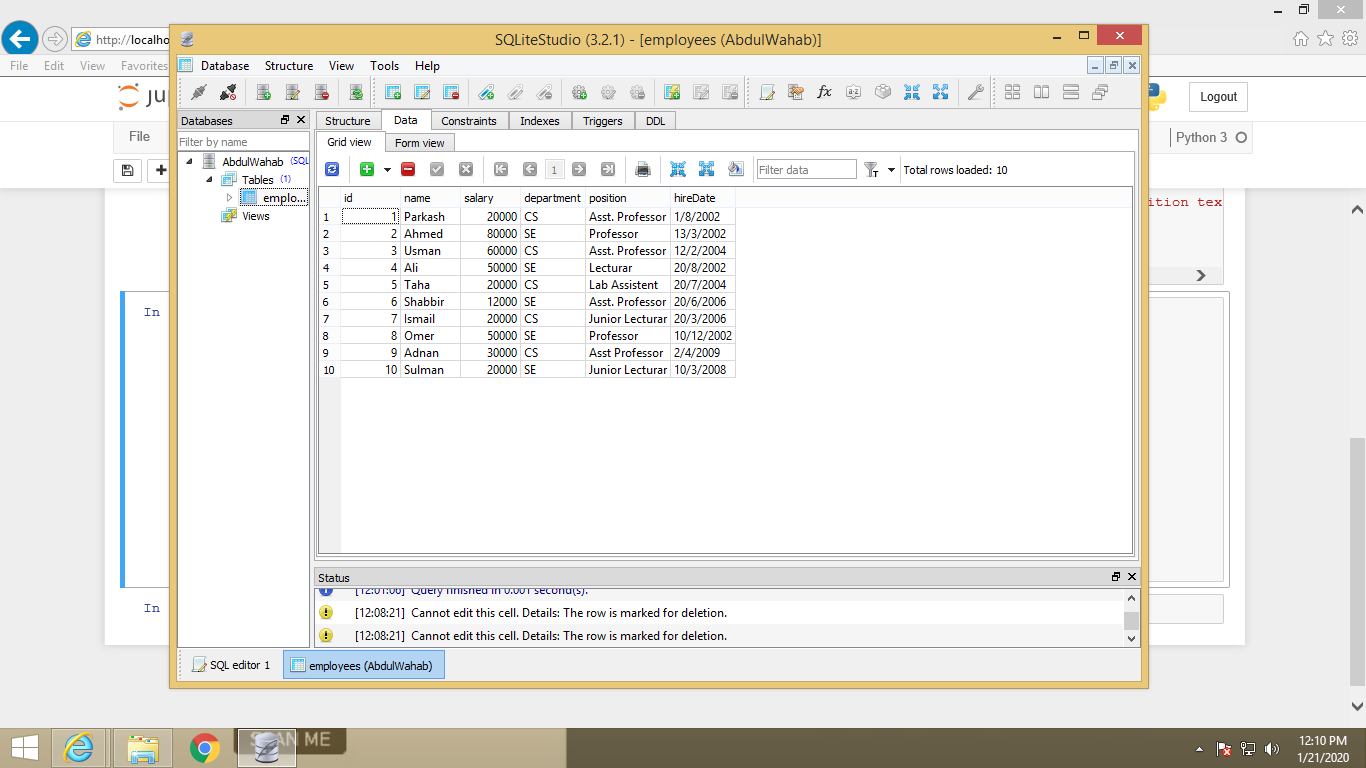 SQLiteStudio (3.2.1) - [employees (AbdulWahab)]
http://localho
File Edit View Favorites
Database Structure View Tools Help
Logout
File
Python 3
Databases
Filter by name
AbdulWahab (SQL
Tables (1)
emplo...
Views
Structure Data Constraints Indexes Triggers DDL
Grid view Form view
1 Filter data Total rows loaded: 10
id name salary department position hireDate
1 1 Parkash 20000 CS Asst. Professor 1/8/2002
2 2 Ahmed 80000 SE Professor 13/3/2002
3 3 Usman 60000 CS Asst. Professor 12/2/2004
4 4 Ali 50000 SE Lecturar 20/8/2002
5 5 Taha 20000 CS Lab Assistent 20/7/2004
6 6 Shabbir 12000 SE Asst. Professor 20/6/2006
7 7 Ismail 20000 CS Junior Lecturar 20/3/2006
8 8 Omer 50000 SE Professor 10/12/2002
9 9 Adnan 30000 CS Asst Professor 2/4/2009
10 10 Sulman 20000 SE Junior Lecturar 10/3/2008
ition tex
In
In
Status
[12:01:06] Query finished in 0.001 second(s).
[12:08:21] Cannot edit this cell. Details: The row is marked for deletion.
[12:08:21] Cannot edit this cell. Details: The row is marked for deletion.
SQL editor 1 employees (AbdulWahab)
ME
12:10 PM
1/21/2020